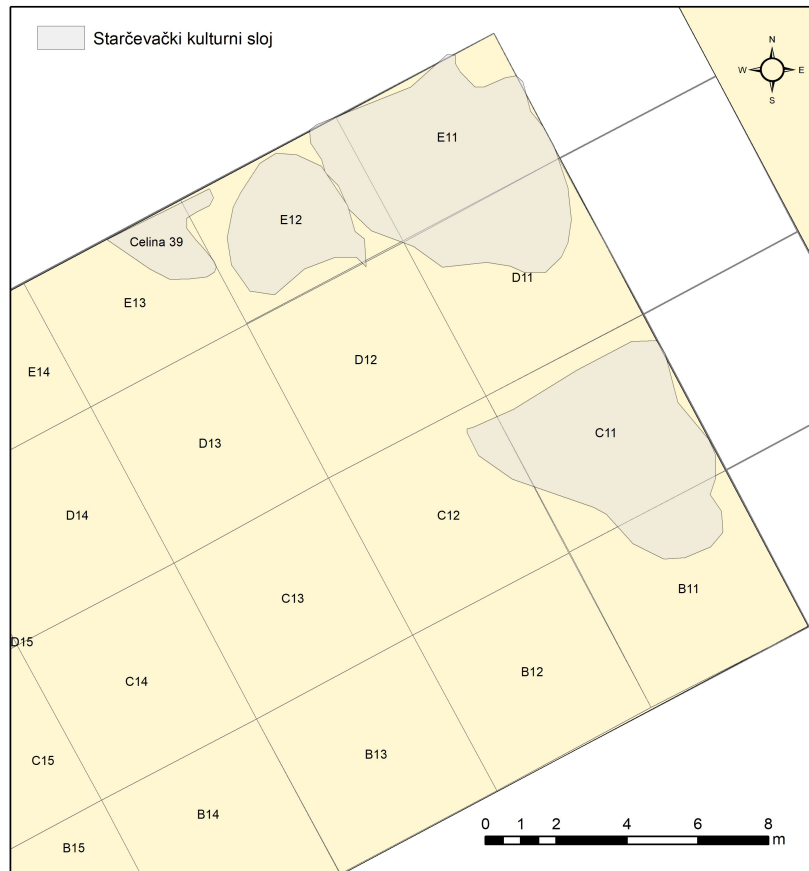 Starčevački kulturni sloj
N
W E
S
E11
E12
Celina 39
D11
E13
D12
E14
C11
D13
D14
C12
B11
C13
D15
B12
C14
B13
C15
B14
B15
0 1 2 4 6 8
m